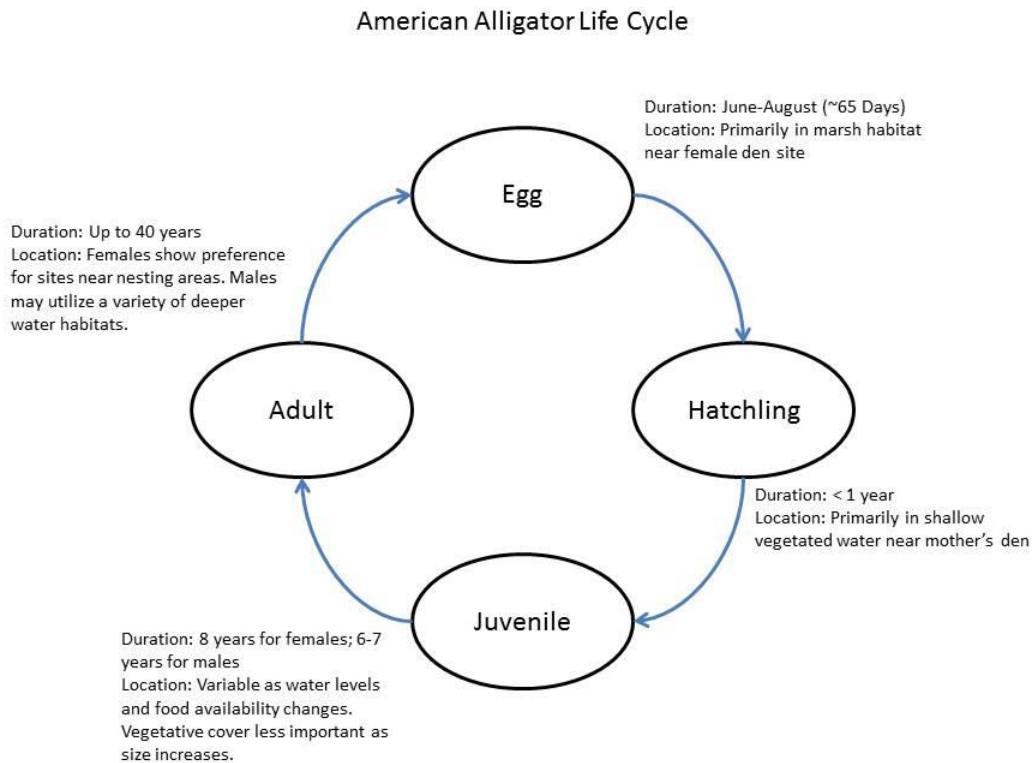 American Alligator Life Cycle
Duration: June-August (~65 Days)
Location: Primarily in marsh habitat
near female den site
Egg
Duration: Up to 40 years
Location: Females show preference
for sites near nesting areas. Males
may utilize a variety of deeper
water habitats.
Adult
Hatchling
Duration: < 1 year
Location: Primarily in shallow
vegetated water near mother’s den
Juvenile
Duration: 8 years for females; 6-7
years for males
Location: Variable as water levels
and food availability changes.
Vegetative cover less important as
size increases.